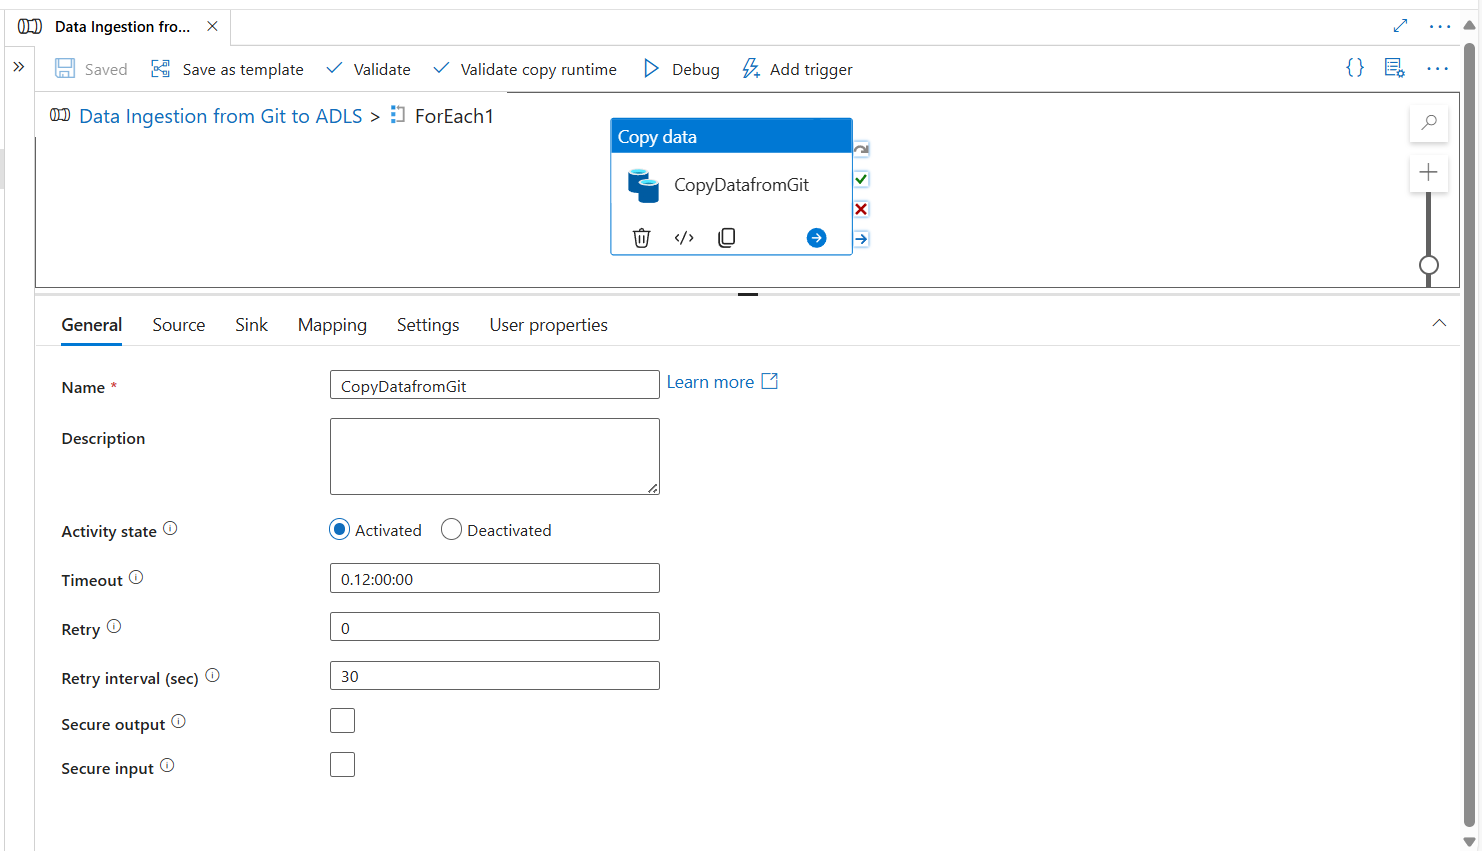 Data Ingestion fro...
Saved
Save as template
Validate
Validate copy runtime
Debug
Add trigger
Data Ingestion from Git to ADLS > ForEach1
Copy data
CopyDatafromGit
General
Source
Sink
Mapping
Settings
User properties
Name *
CopyDatafromGit
Learn more
Description
Activity state
Activated
Deactivated
Timeout
0.12:00:00
Retry
0
Retry interval (sec)
30
Secure output
Secure input